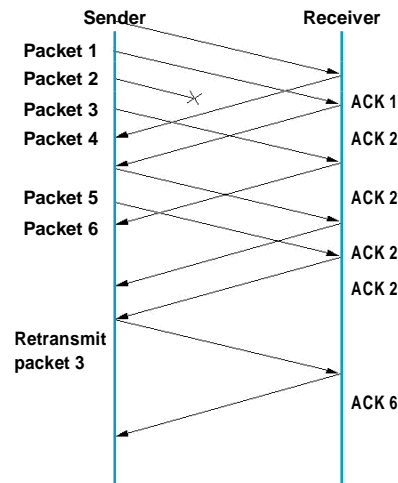 Sender
Receiver
Packet 1
Packet 2
Packet 3
Packet 4
Packet 5
Packet 6
Retransmit
packet 3
ACK 1
ACK 2
ACK 2
ACK 2
ACK 2
ACK 6